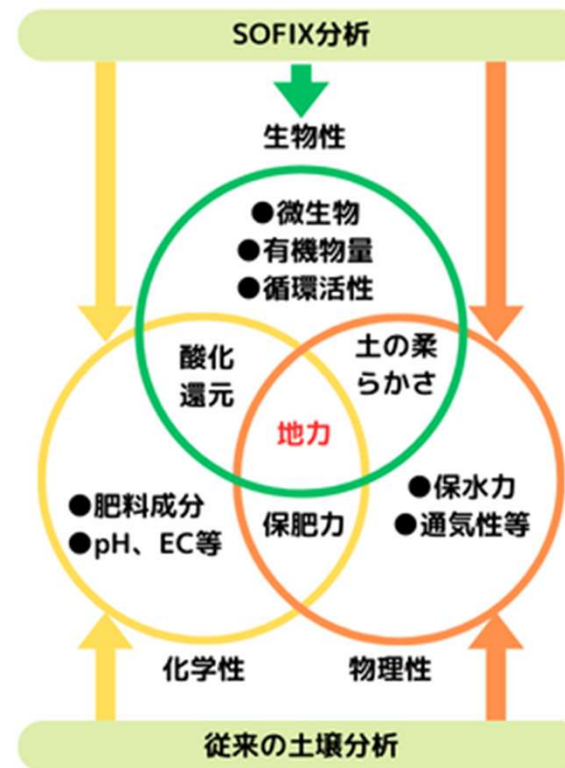 SOFIX分析
生物性
●微生物
●有機物量
●循環活性
酸化
還元
土の柔
らかさ
地力
●肥料成分
●pH、EC等
保肥力
●保水力
●通気性等
化学性
物理性
従来の土壌分析